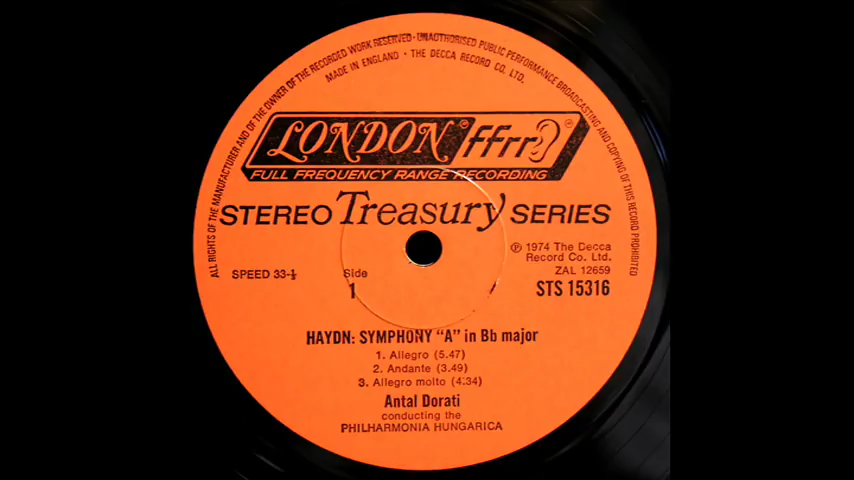 ALL RIGHTS OF THE MANUFACTURER AND OF THE OWNER OF THE RECORDED WORK RESERVED · UNAUTHORISED PUBLIC PERFORMANCE BROADCASTING AND COPYING OF THIS RECORD PROHIBITED
MADE IN ENGLAND · THE DECCA RECORD CO. LTD.
LONDON ® ffrr ®
FULL FREQUENCY RANGE RECORDING
STEREO Treasury SERIES
℗ 1974 The Decca
Record Co. Ltd.
ZAL 12659
SPEED 33-⅓
Side
1
STS 15316
HAYDN: SYMPHONY "A" in Bb major
1. Allegro (5.47)
2. Andante (3.49)
3. Allegro molto (4.34)
Antal Dorati
conducting the
PHILHARMONIA HUNGARICA